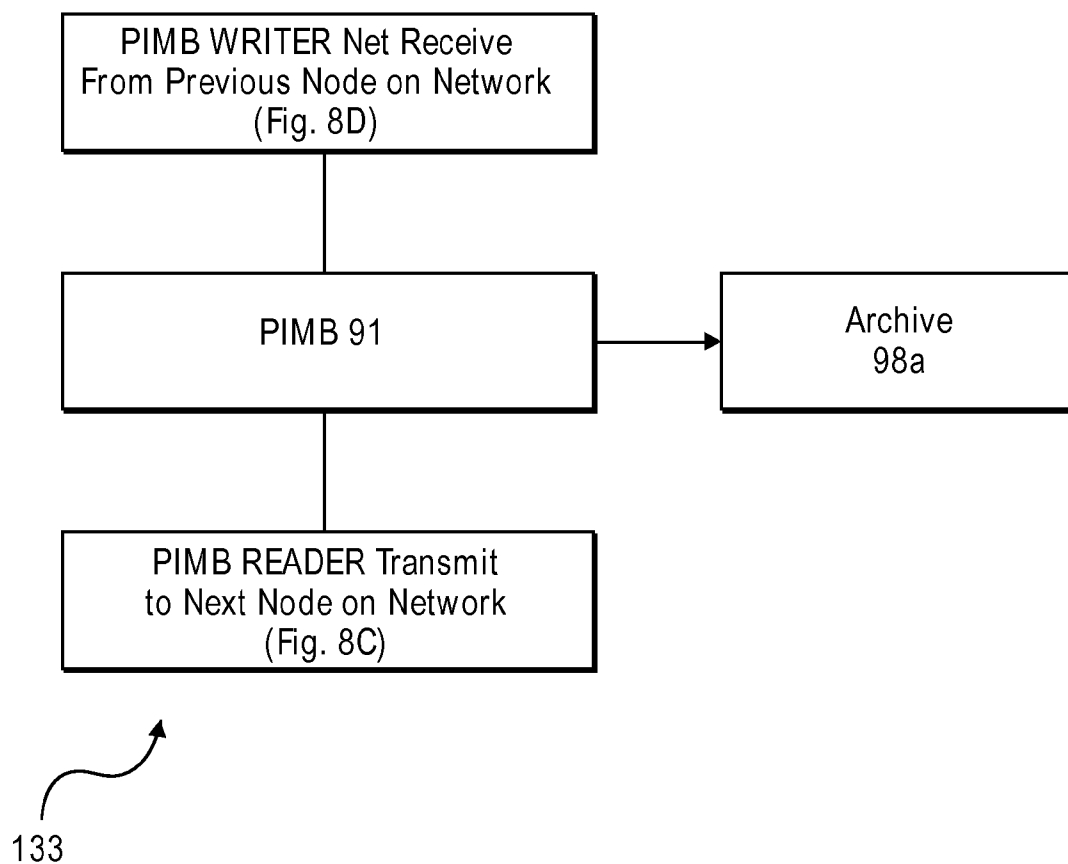 PIMB WRITER Net Receive
From Previous Node on Network
(Fig. 8D)
PIMB 91
Archive
98a
PIMB READER Transmit
to Next Node on Network
(Fig. 8C)
133